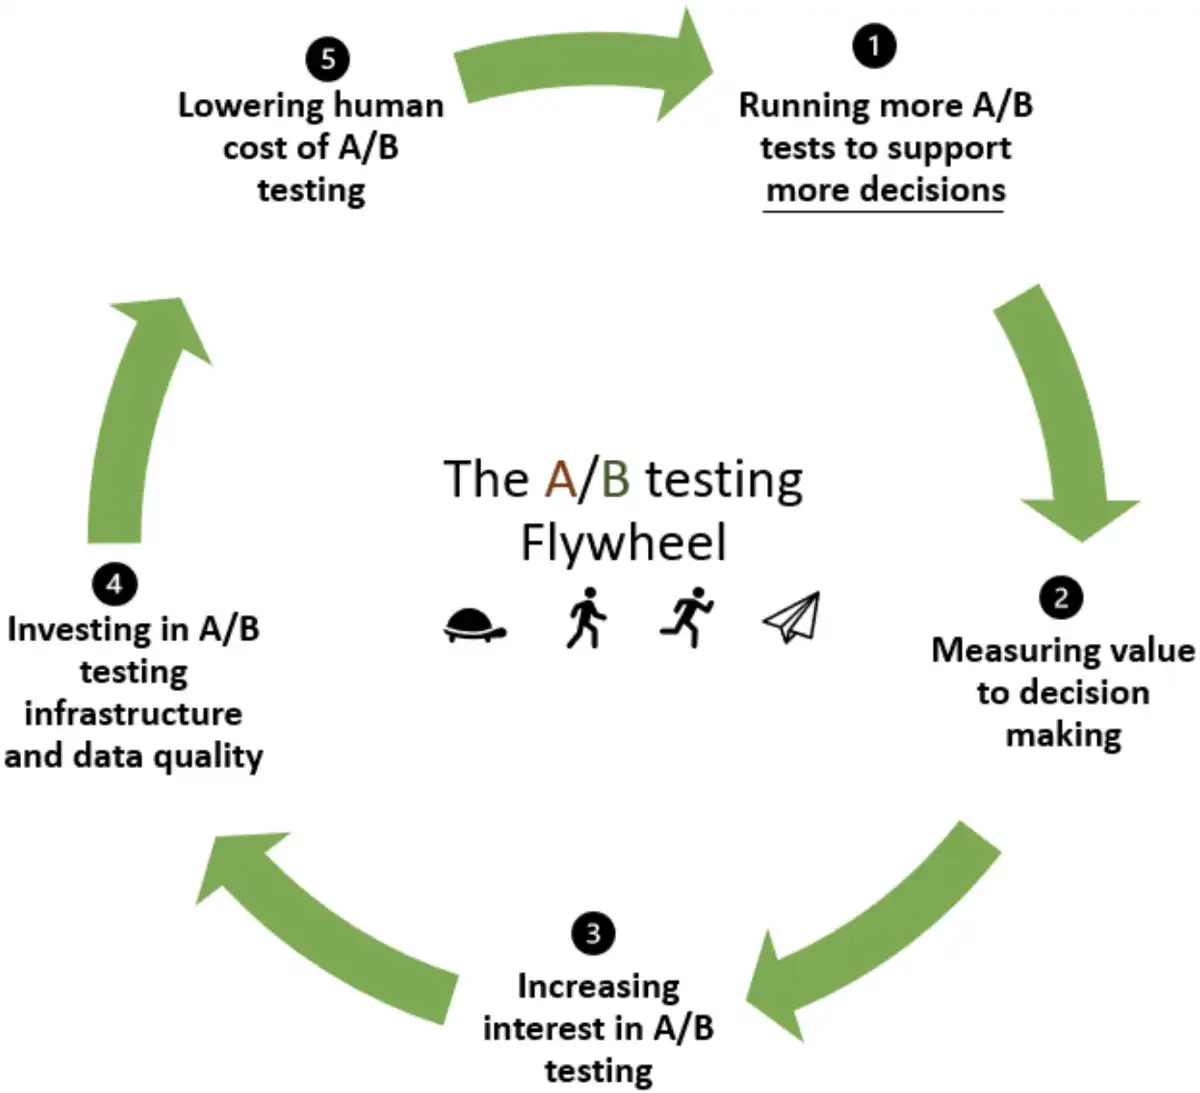 The A/B testing
Flywheel
1
Running more A/B
tests to support
more decisions
2
Measuring value
to decision
making
3
Increasing
interest in A/B
testing
4
Investing in A/B
testing
infrastructure
and data quality
5
Lowering human
cost of A/B
testing